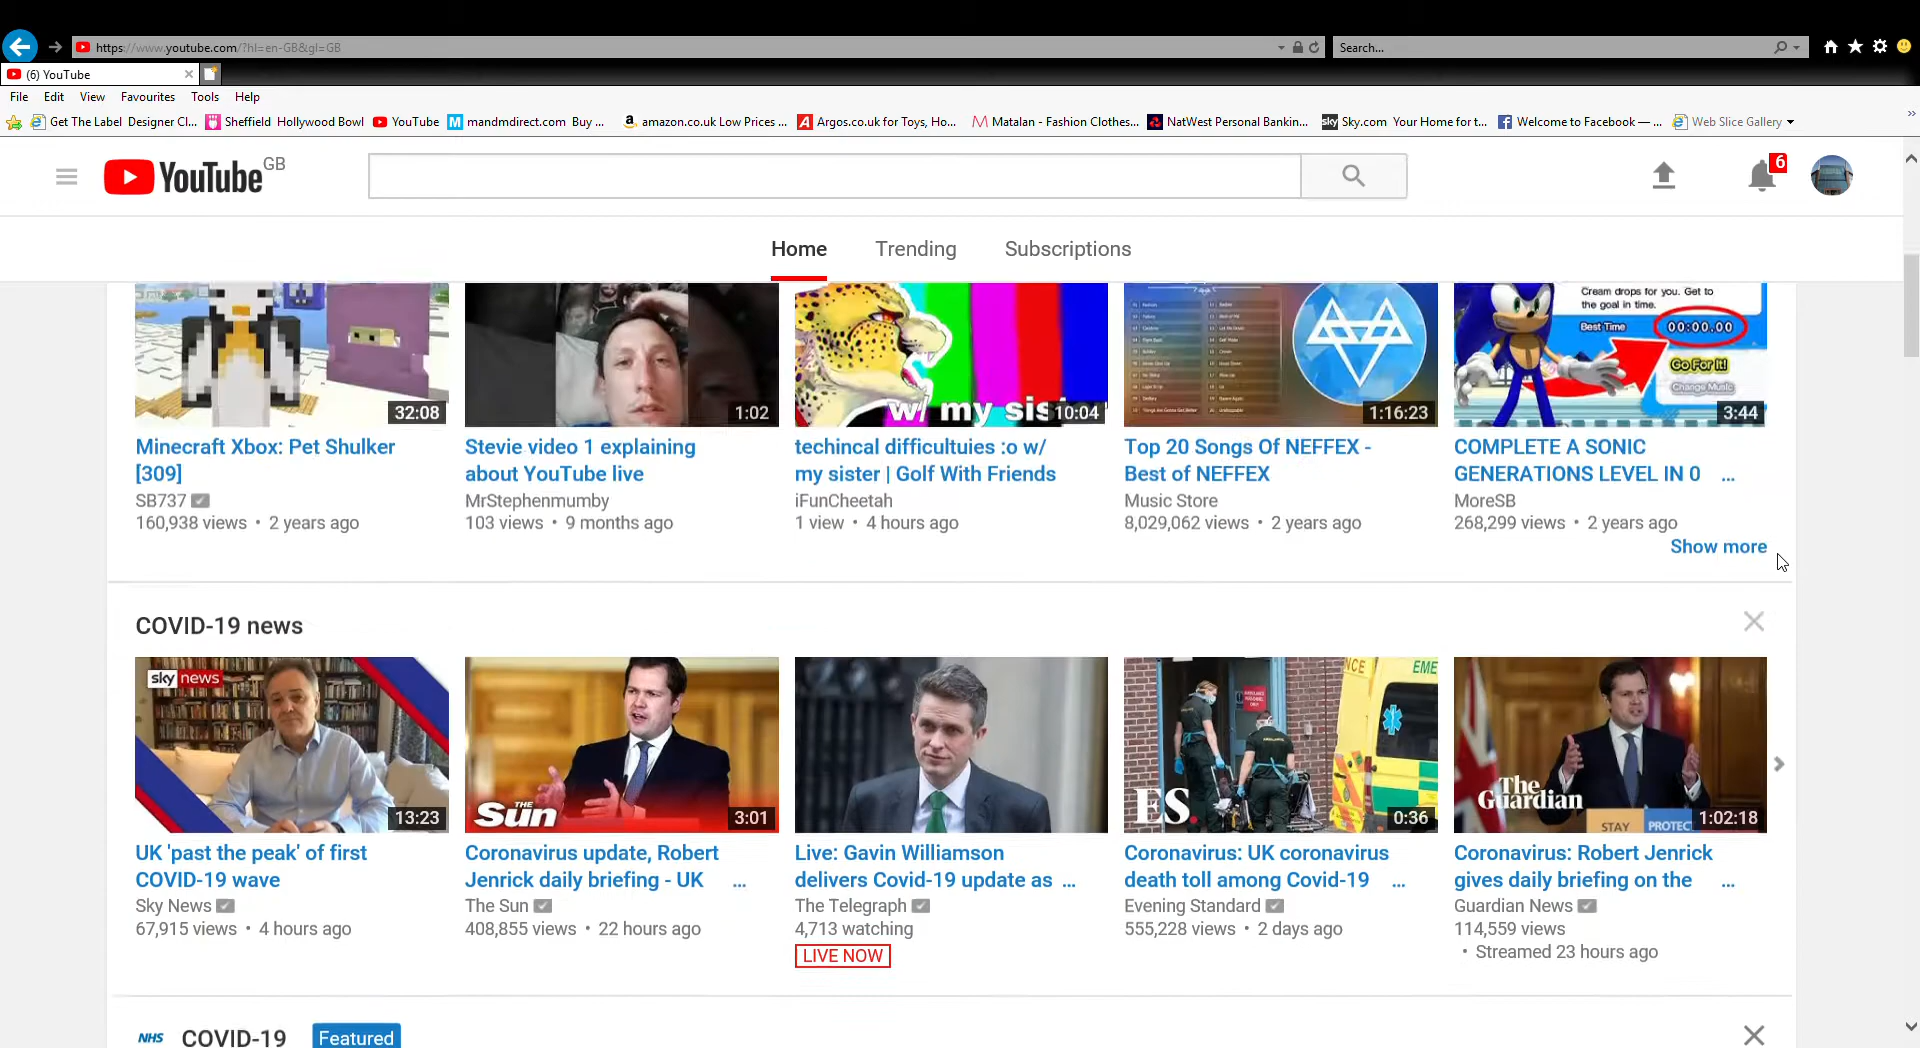 https://www.youtube.com/?hl=en-GB&gl=GB
Search...
(6) YouTube
File Edit View Favourites Tools Help
Get The Label Designer Cl... Sheffield Hollywood Bowl YouTube mandmdirect.com Buy ... amazon.co.uk Low Prices ... Argos.co.uk for Toys, Ho... Matalan - Fashion Clothes... NatWest Personal Bankin... sky Sky.com Your Home for t... Welcome to Facebook — ... Web Slice Gallery
YouTube GB
6
Home Trending Subscriptions
32:08
1:02
w/ my sis
10:04
1:16:23
Cream drops for you. Get to
the goal in time.
Best Time 00:00.00
Go For It!
Change Music
3:44
Minecraft Xbox: Pet Shulker
[309]
SB737
160,938 views • 2 years ago
Stevie video 1 explaining
about YouTube live
MrStephenmumby
103 views • 9 months ago
techincal difficultuies :o w/
my sister | Golf With Friends
iFunCheetah
1 view • 4 hours ago
Top 20 Songs Of NEFFEX -
Best of NEFFEX
Music Store
8,029,062 views • 2 years ago
COMPLETE A SONIC
GENERATIONS LEVEL IN 0 ...
MoreSB
268,299 views • 2 years ago
Show more
COVID-19 news
sky news
13:23
THE Sun
3:01
ES.
NCE EME
0:36
The
Guardian
STAY PROTECT
1:02:18
UK 'past the peak' of first
COVID-19 wave
Sky News
67,915 views • 4 hours ago
Coronavirus update, Robert
Jenrick daily briefing - UK ...
The Sun
408,855 views • 22 hours ago
Live: Gavin Williamson
delivers Covid-19 update as ...
The Telegraph
4,713 watching
LIVE NOW
Coronavirus: UK coronavirus
death toll among Covid-19 ...
Evening Standard
555,228 views • 2 days ago
Coronavirus: Robert Jenrick
gives daily briefing on the ...
Guardian News
114,559 views
• Streamed 23 hours ago
NHS COVID-19 Featured